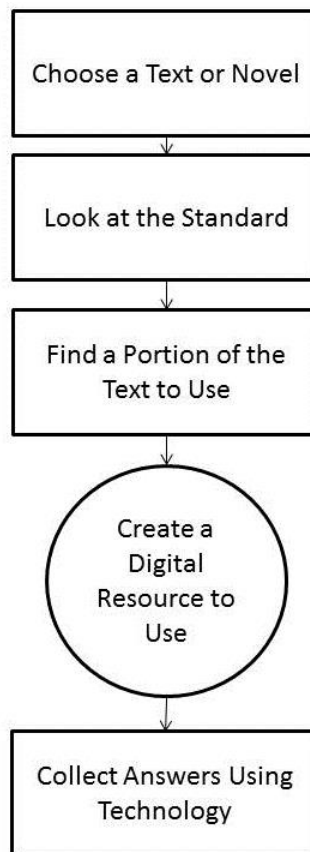 Choose a Text or Novel
Look at the Standard
Find a Portion of the
Text to Use
Create a
Digital
Resource to
Use
Collect Answers Using
Technology